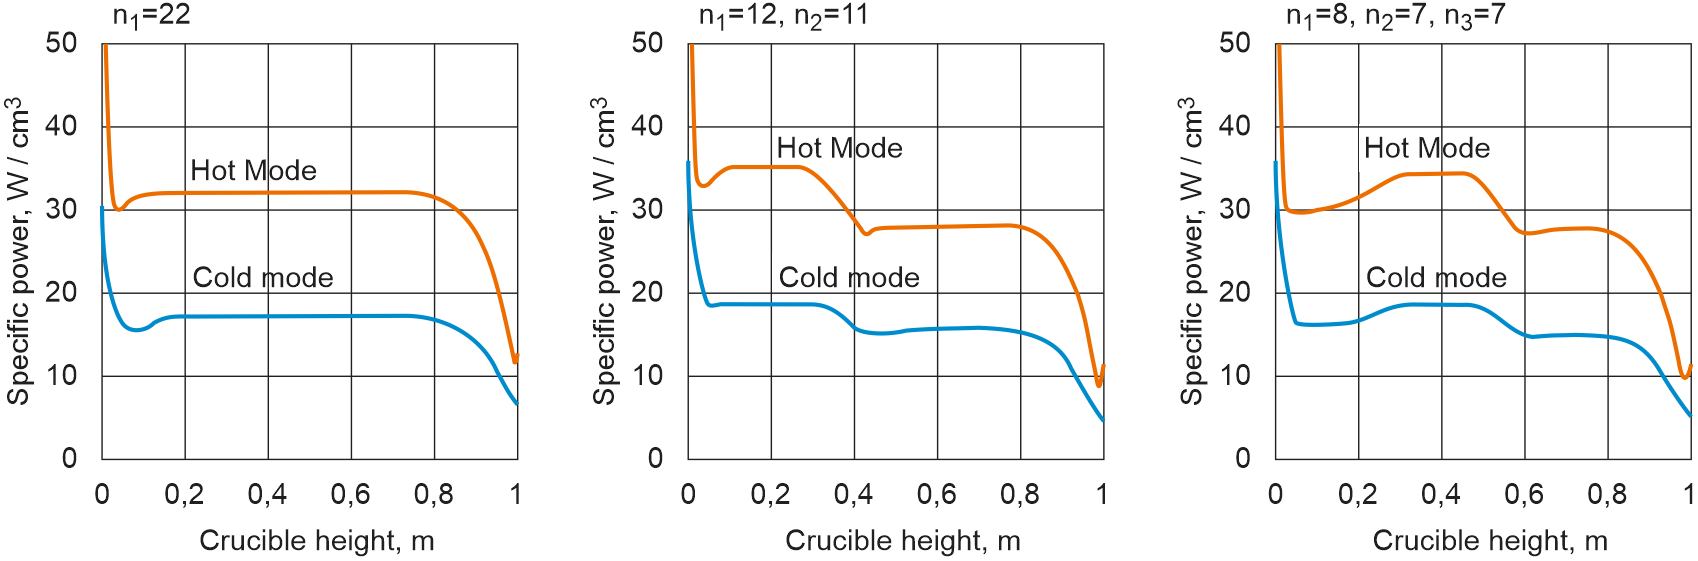 n₁=22
50
40
30
20
10
0
0 0,2 0,4 0,6 0,8 1
Specific power, W / cm³
Crucible height, m
Hot Mode
Cold mode
n₁=12, n₂=11
50
40
30
20
10
0
0 0,2 0,4 0,6 0,8 1
Specific power, W / cm³
Crucible height, m
Hot Mode
Cold mode
n₁=8, n₂=7, n₃=7
50
40
30
20
10
0
0 0,2 0,4 0,6 0,8 1
Specific power, W / cm³
Crucible height, m
Hot Mode
Cold mode